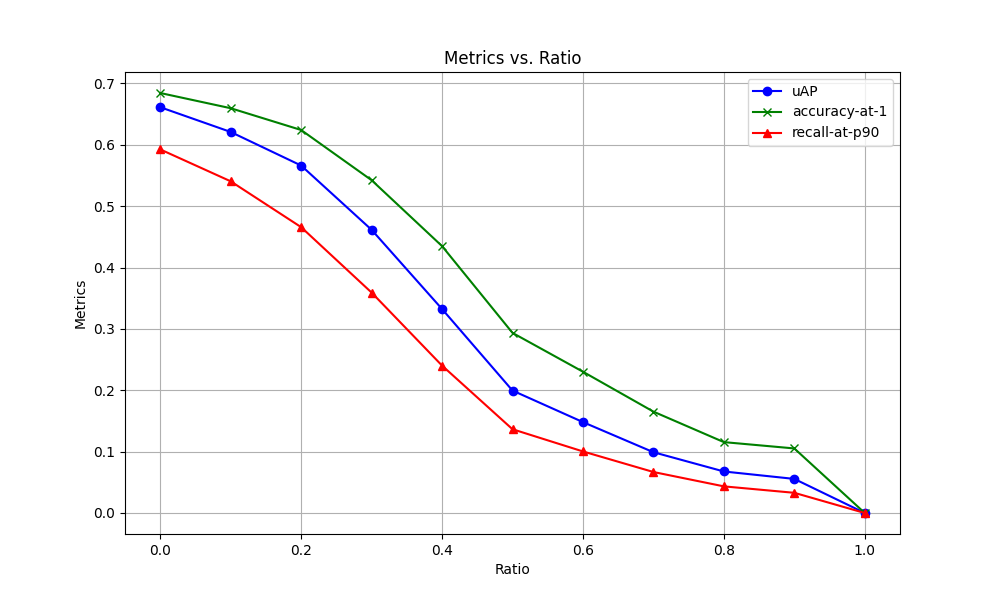 Metrics vs. Ratio
uAP
accuracy-at-1
recall-at-p90
Metrics
0.7
0.6
0.5
0.4
0.3
0.2
0.1
0.0
0.0 0.2 0.4 0.6 0.8 1.0
Ratio